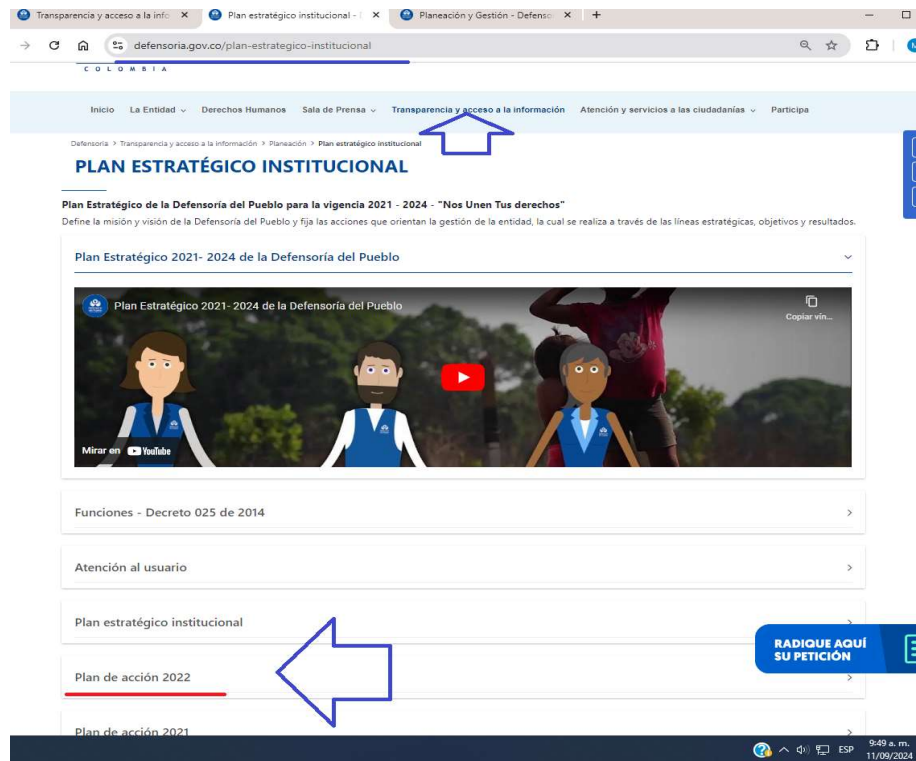 Transparencia y acceso a la info
Plan estratégico institucional -
Planeación y Gestión - Defenso
defensoria.gov.co/plan-estrategico-institucional
COLOMBIA
Inicio La Entidad Derechos Humanos Sala de Prensa Transparencia y acceso a la información Atención y servicios a las ciudadanías Participa
Defensoria > Transparencia y acceso a la información > Planeación > Plan estratégico institucional
PLAN ESTRATÉGICO INSTITUCIONAL
Plan Estratégico de la Defensoría del Pueblo para la vigencia 2021 - 2024 - "Nos Unen Tus derechos"
Define la misión y visión de la Defensoría del Pueblo y fija las acciones que orientan la gestión de la entidad, la cual se realiza a través de las líneas estratégicas, objetivos y resultados.
Plan Estratégico 2021- 2024 de la Defensoría del Pueblo
Plan Estratégico 2021- 2024 de la Defensoría del Pueblo
Copiar vín...
Mirar en YouTube
Funciones - Decreto 025 de 2014
Atención al usuario
Plan estratégico institucional
RADIQUE AQUÍ
SU PETICIÓN
Plan de acción 2022
Plan de acción 2021
ESP
9:49 a. m.
11/09/2024